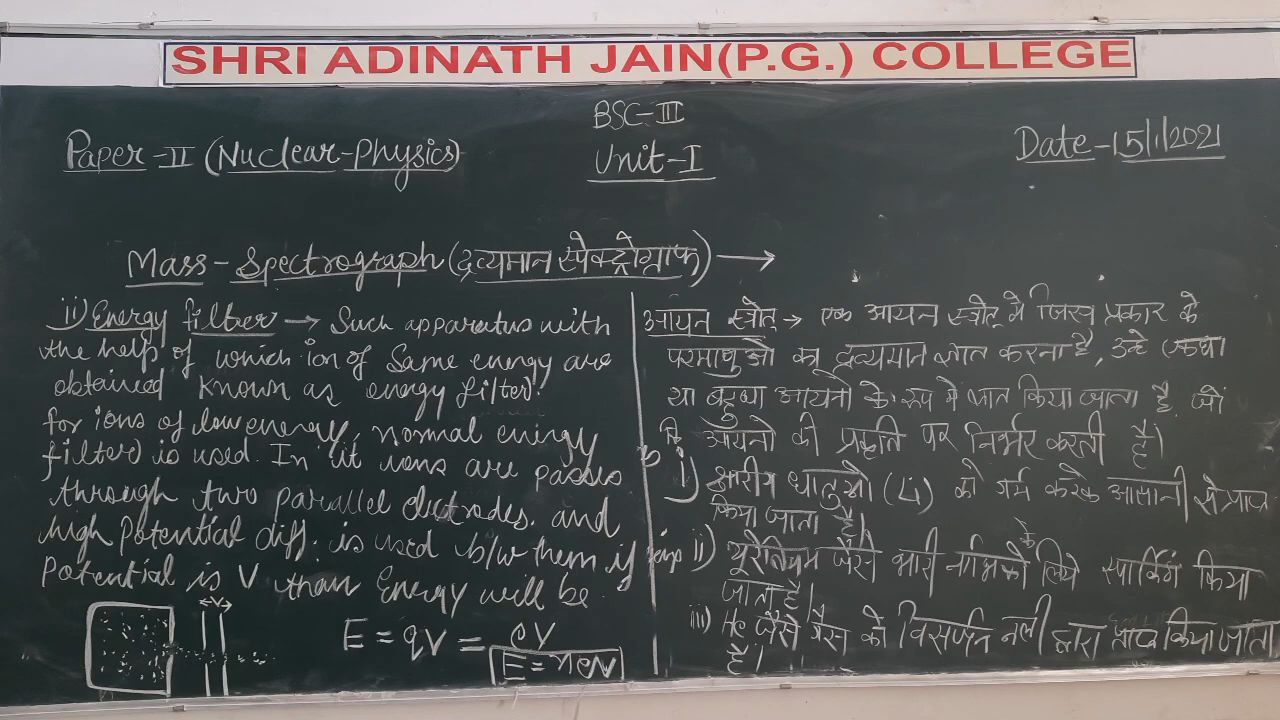 SHRI ADINATH JAIN(P.G.) COLLEGE
BSC-III
Paper-II (Nuclear-Physics)
Unit-I
Date-15/1/2021
Mass-Spectrograph (द्रव्यमान स्पेक्ट्रोग्राफ) →
ii) Energy filter → Such apparatus with
the help of which ion of Same energy are
obtained known as energy filter.
for ions of low energy, normal enirgy
filter is used. In it ions are passes
through two parallel electrodes. and
high Potential diff. is used b/w them. if
Potential is V than Energy will be.
V
E = qV = eV
E = neV
आयन स्त्रोत → एक आयन स्त्रोत मे जिस प्रकार के
परमाणुओ का द्रव्यमान ज्ञात करना है, उन्हे एकधा
या बहुधा आयनो के रूप मे प्राप्त किया जाता है. जो
कि आयनो की प्रकृति पर निर्भर करती है।
i) क्षारीय धातुओ (Li) को गर्म करके आसानी से प्राप्त
किया जाता है।
ii) यूरेनियम जैसे भारी नाभिको के लिये स्पार्किंग किया
जाता है।
iii) He जैसे गैस को विसर्जन नली द्वारा प्राप्त किया जाता
है।